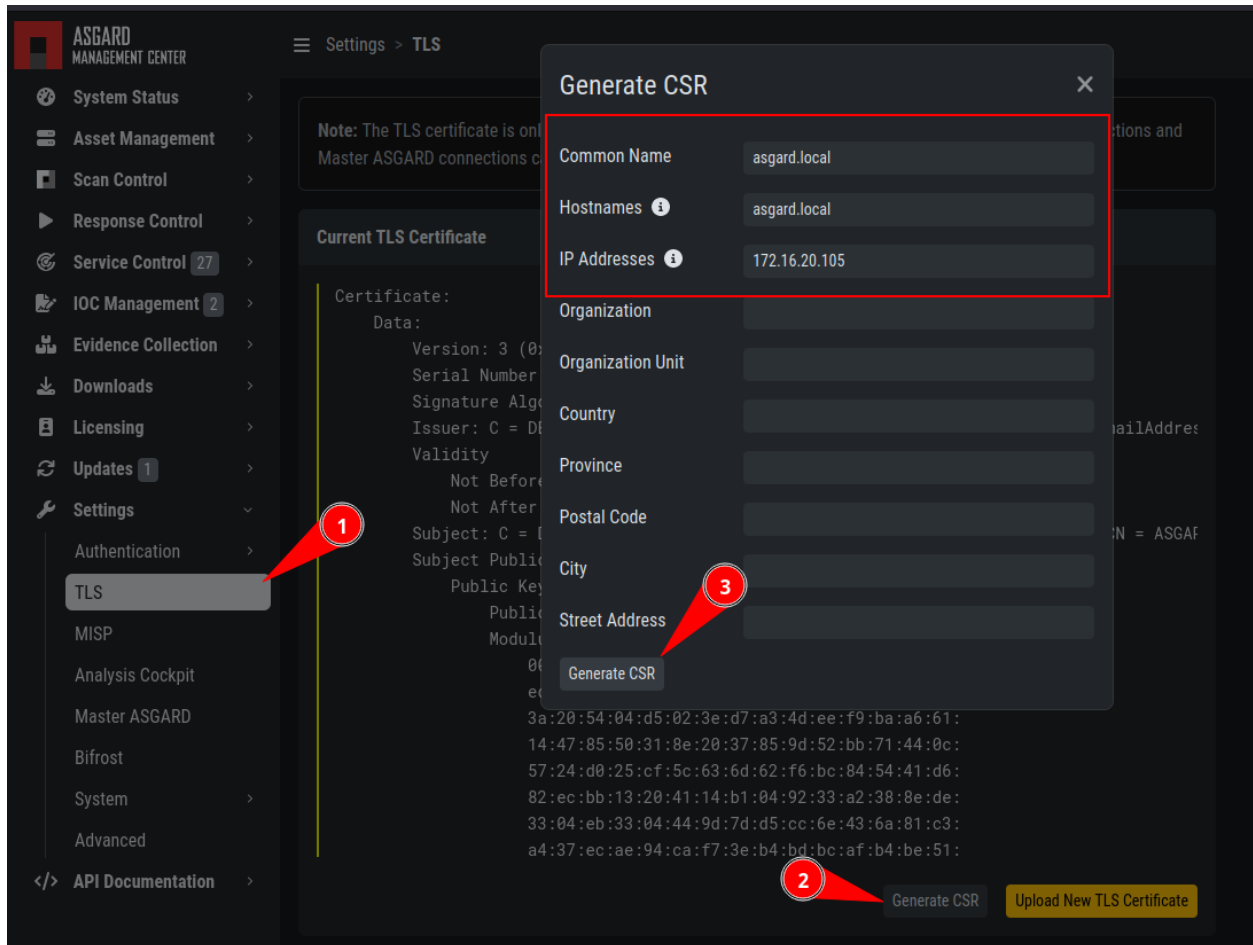 ASGARD
MANAGEMENT CENTER
Settings > TLS
System Status
Asset Management
Scan Control
Response Control
Service Control 27
IOC Management 2
Evidence Collection
Downloads
Licensing
Updates 1
Settings
Authentication
TLS
MISP
Analysis Cockpit
Master ASGARD
Bifrost
System
Advanced
</> API Documentation
Note: The TLS certificate is onl
tions and
Master ASGARD connections c
Current TLS Certificate
Certificate:
Data:
Version: 3 (0x
Serial Number
Signature Algo
Issuer: C = DE
mailAddres
Validity
Not Before
Not After
Subject: C = D
CN = ASGAR
Subject Public
Public Key
Public
Modulu
00
ec
3a:20:54:04:d5:02:3e:d7:a3:4d:ee:f9:ba:a6:61:
14:47:85:50:31:8e:20:37:85:9d:52:bb:71:44:0c:
57:24:d0:25:cf:5c:63:6d:62:f6:bc:84:54:41:d6:
82:ec:bb:13:20:41:14:b1:04:92:33:a2:38:8e:de:
33:04:eb:33:04:44:9d:7d:d5:cc:6e:43:6a:81:c3:
a4:37:ec:ae:94:ca:f7:3e:b4:bd:bc:af:b4:be:51:
Generate CSR
Upload New TLS Certificate
Generate CSR
Common Name asgard.local
Hostnames asgard.local
IP Addresses 172.16.20.105
Organization
Organization Unit
Country
Province
Postal Code
City
Street Address
Generate CSR
1
2
3